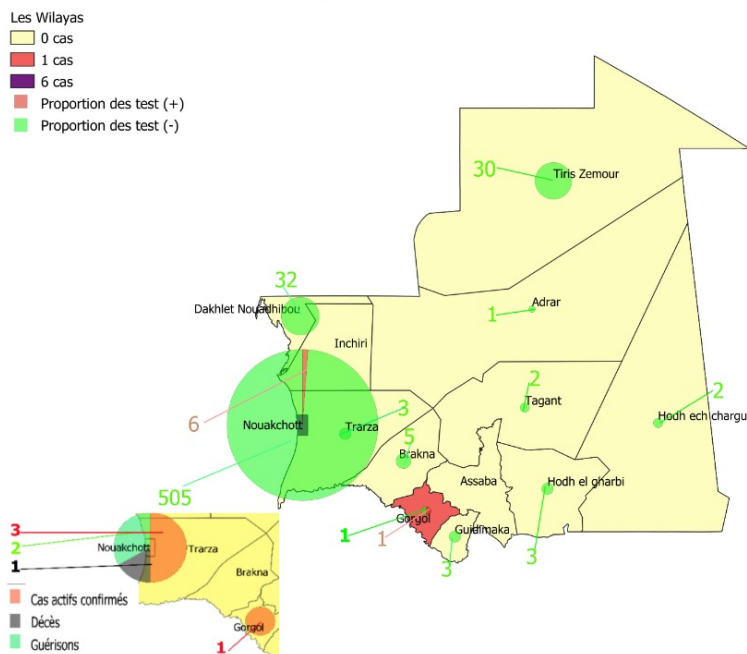 Les Wilayas
0 cas
1 cas
6 cas
Proportion des test (+)
Proportion des test (-)
30
Tiris Zemour
32
Dakhlet Nouadhibou
Adrar
1
Inchiri
2
Tagant
2
Hodh ech chargu
6
Nouakchott
3
Trarza
5
Brakna
505
Assaba
Hodh el gharbi
Gorgol
1
1
Guidimaka
3
3
3
2
Nouakchott
1
Trarza
Brakna
Cas actifs confirmés
Décès
Guérisons
Gorgol
1